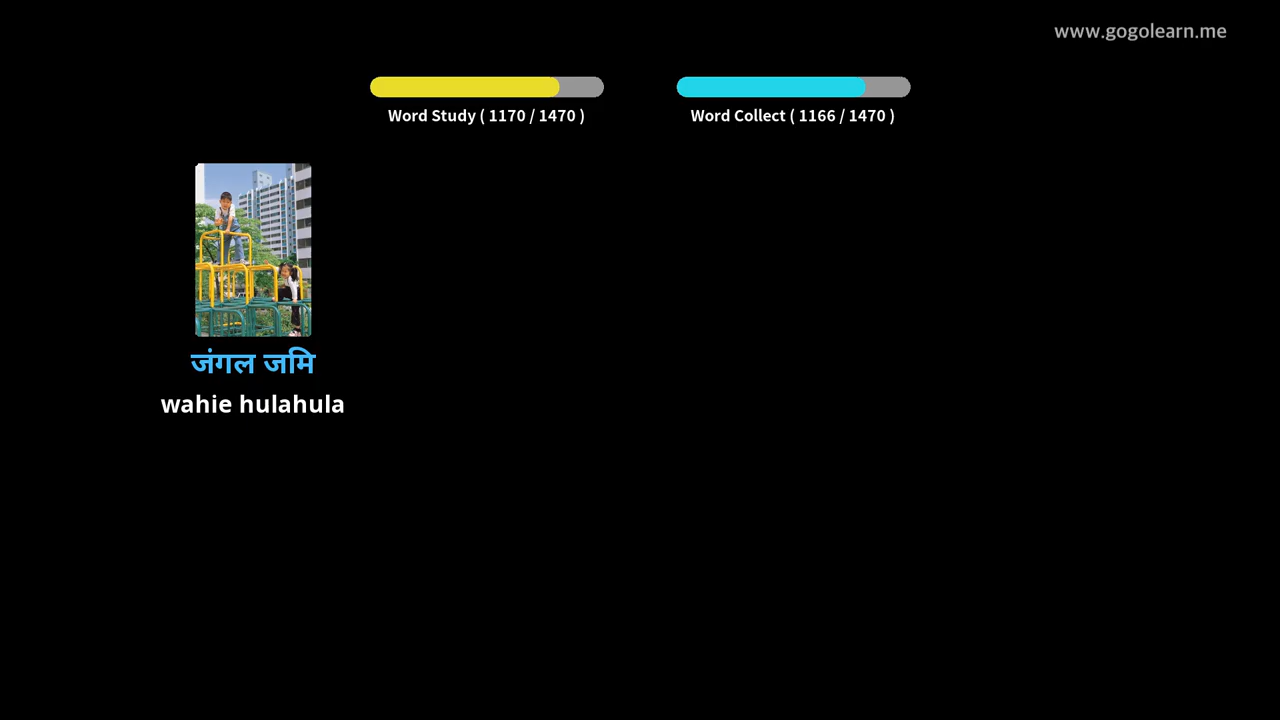 www.gogolearn.me
Word Study ( 1170 / 1470 )
Word Collect ( 1166 / 1470 )
जंगल जमि
wahie hulahula